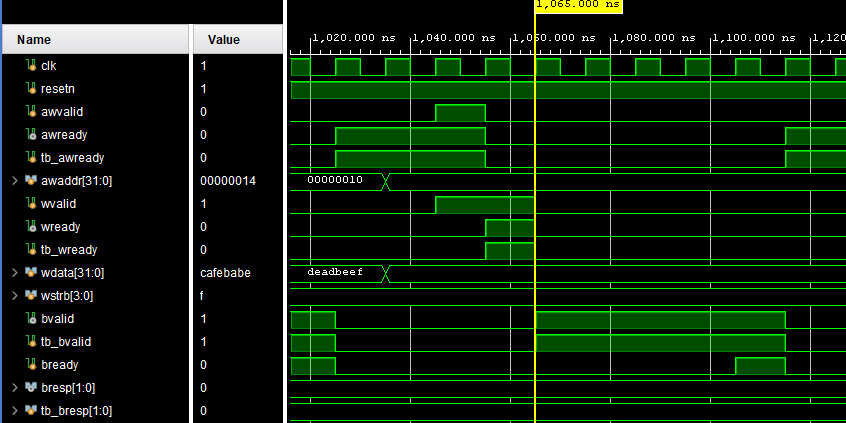 1,065.000 ns
Name Value 1,020.000 ns 1,040.000 ns 1,060.000 ns 1,080.000 ns 1,100.000 ns 1,120
clk 1
resetn 1
awvalid 0
awready 0
tb_awready 0
awaddr[31:0] 00000014 00000010
wvalid 1
wready 0
tb_wready 0
wdata[31:0] cafebabe deadbeef
wstrb[3:0] f
bvalid 1
tb_bvalid 1
bready 0
bresp[1:0] 0
tb_bresp[1:0] 0